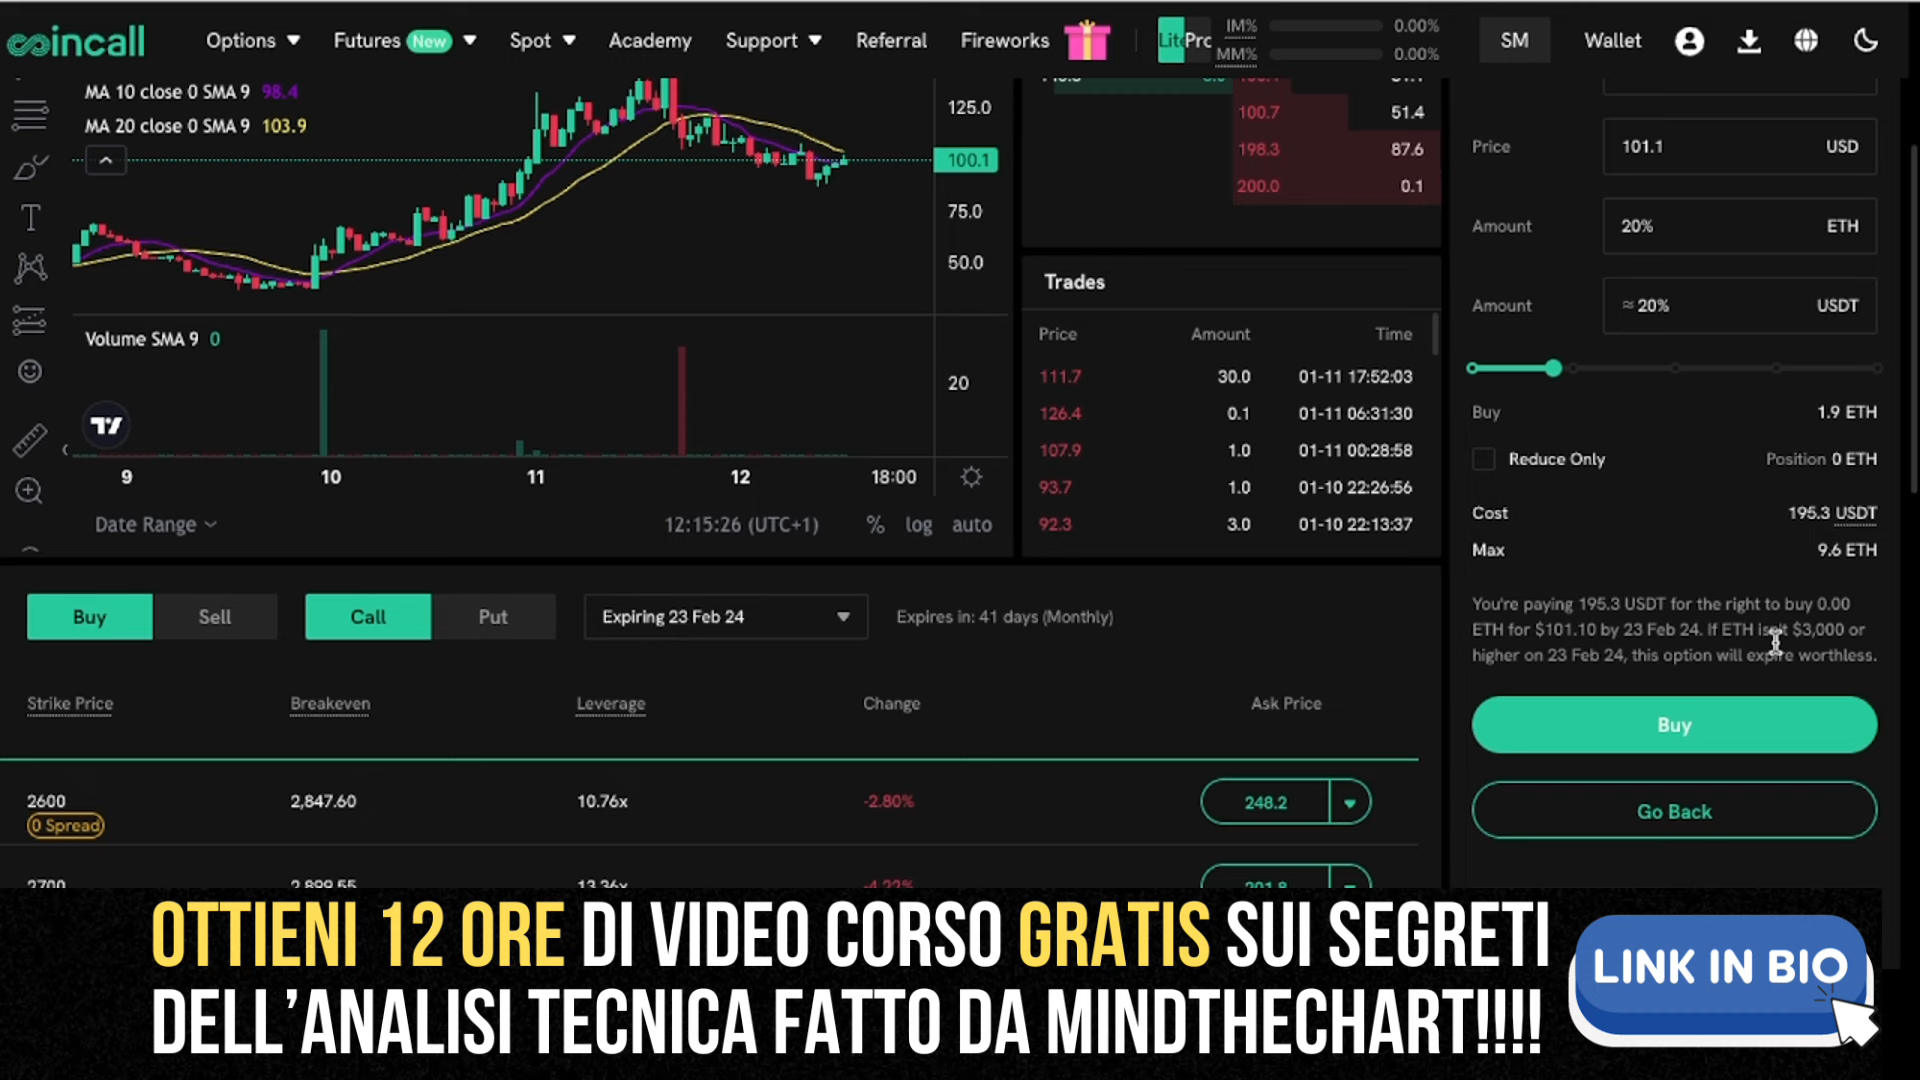 coincall
Options
Futures New
Spot
Academy
Support
Referral
Fireworks
Pro
IM% 0.00%
MM% 0.00%
SM
Wallet
MA 10 close 0 SMA 9 98.4
MA 20 close 0 SMA 9 103.9
125.0
100.1
75.0
50.0
Volume SMA 9 0
20
9 10 11 12 18:00
Date Range
12:15:26 (UTC+1) % log auto
100.7 51.4
198.3 87.6
200.0 0.1
Trades
Price Amount Time
111.7 30.0 01-11 17:52:03
126.4 0.1 01-11 06:31:30
107.9 1.0 01-11 00:28:58
93.7 1.0 01-10 22:26:56
92.3 3.0 01-10 22:13:37
Price 101.1 USD
Amount 20% ETH
Amount ≈ 20% USDT
Buy 1.9 ETH
Reduce Only Position 0 ETH
Cost 195.3 USDT
Max 9.6 ETH
You're paying 195.3 USDT for the right to buy 0.00
ETH for $101.10 by 23 Feb 24. If ETH isn't $3,000 or
higher on 23 Feb 24, this option will expire worthless.
Buy
Go Back
Buy Sell Call Put Expiring 23 Feb 24 Expires in: 41 days (Monthly)
Strike Price Breakeven Leverage Change Ask Price
2600 2,847.60 10.76x -2.80% 248.2
0 Spread
2700 2,899.55 13.36x -4.22% 201.8
OTTIENI 12 ORE DI VIDEO CORSO GRATIS SUI SEGRETI
DELL'ANALISI TECNICA FATTO DA MINDTHECHART!!!!
LINK IN BIO